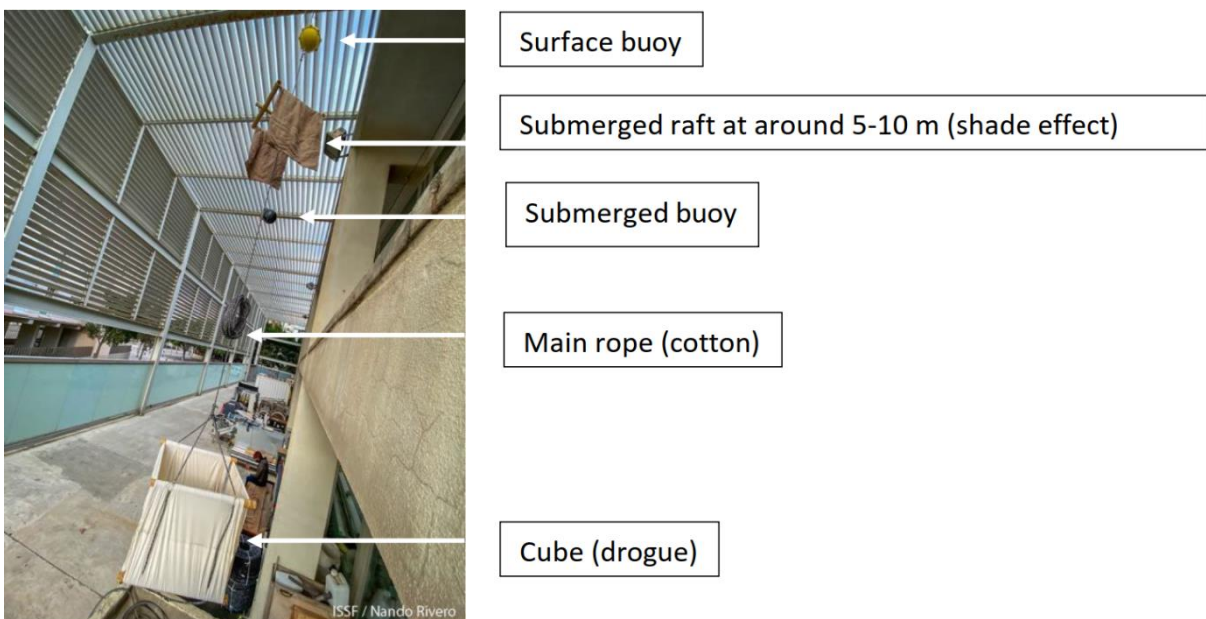 Surface buoy
Submerged raft at around 5-10 m (shade effect)
Submerged buoy
Main rope (cotton)
Cube (drogue)
ISSF / Nando Rivero